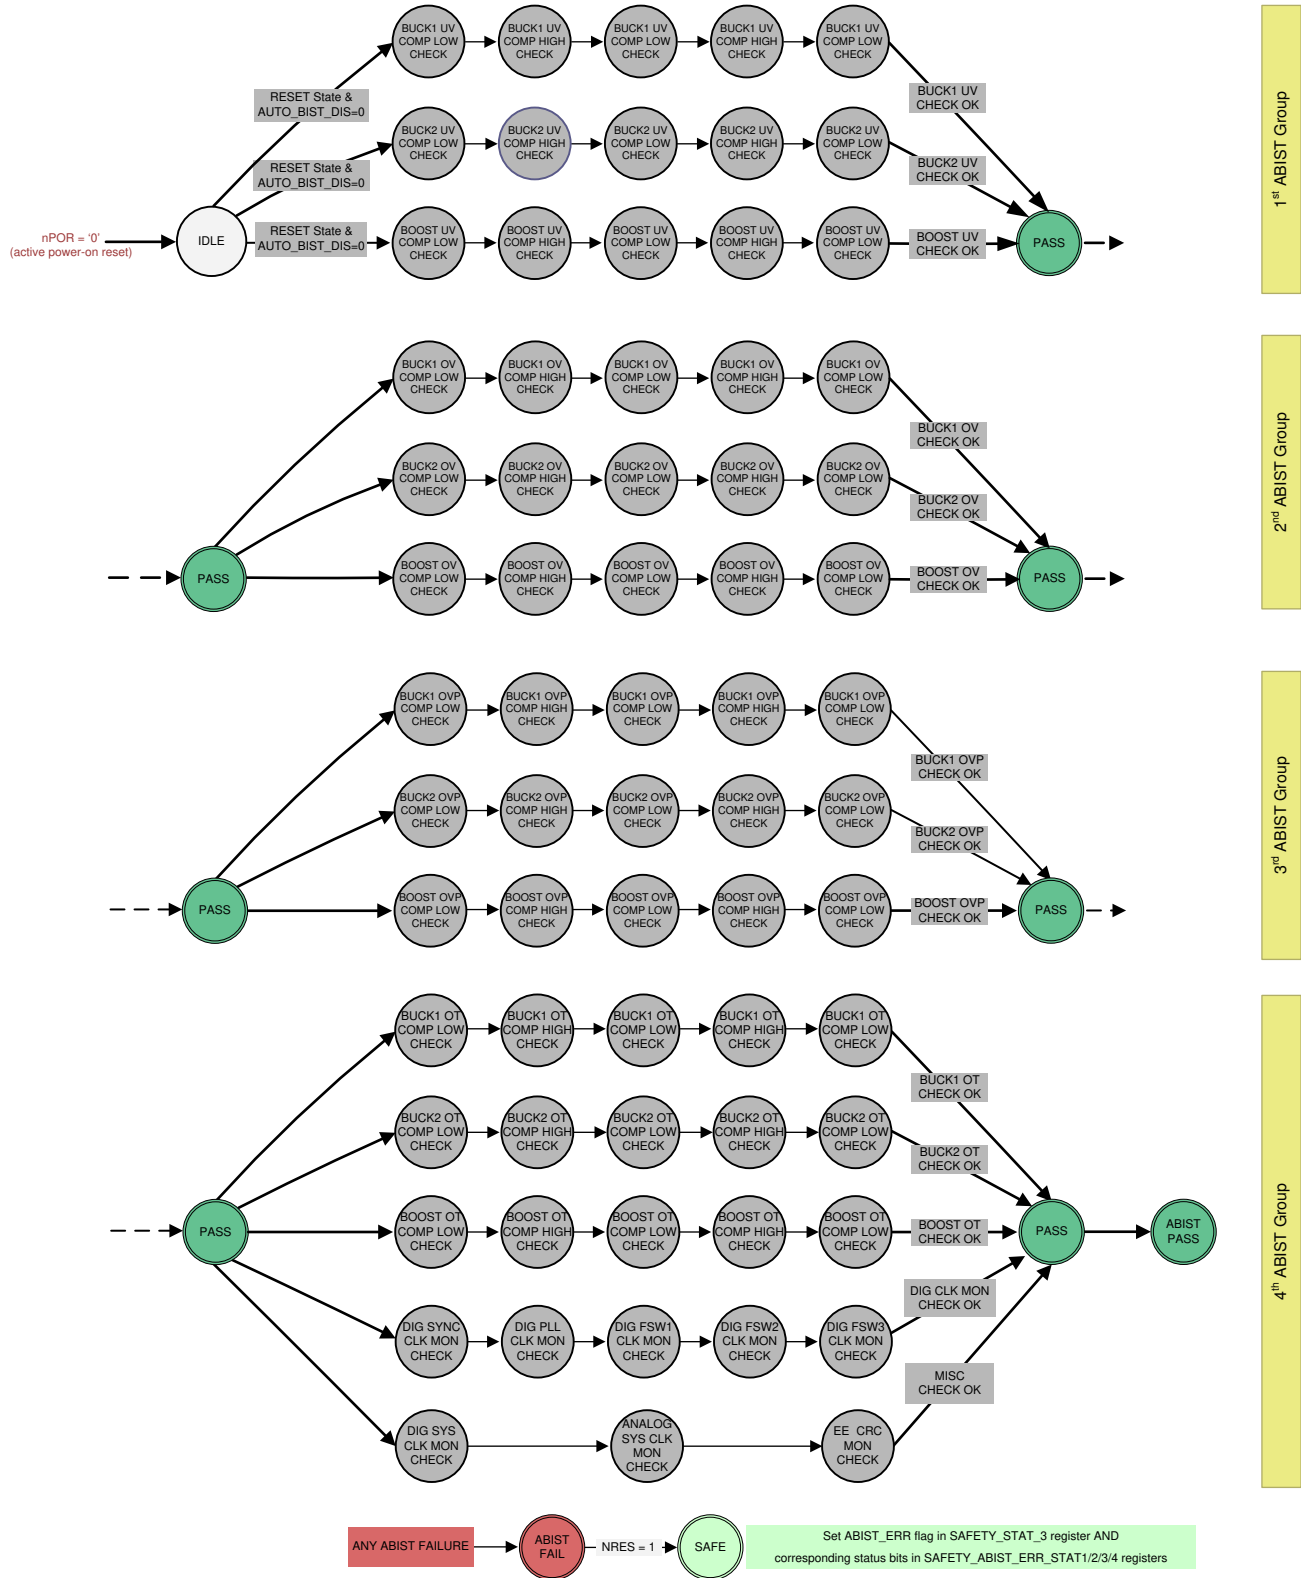 BUCK1 UV
COMP LOW
CHECK
BUCK1 UV
COMP HIGH
CHECK
BUCK1 UV
COMP LOW
CHECK
BUCK1 UV
COMP HIGH
CHECK
BUCK1 UV
COMP LOW
CHECK
RESET State &
AUTO_BIST_DIS=0
BUCK1 UV
CHECK OK
BUCK2 UV
COMP LOW
CHECK
BUCK2 UV
COMP HIGH
CHECK
BUCK2 UV
COMP LOW
CHECK
BUCK2 UV
COMP HIGH
CHECK
BUCK2 UV
COMP LOW
CHECK
RESET State &
AUTO_BIST_DIS=0
BUCK2 UV
CHECK OK
nPOR = '0'
(active power-on reset)
IDLE
RESET State &
AUTO_BIST_DIS=0
BOOST UV
COMP LOW
CHECK
BOOST UV
COMP HIGH
CHECK
BOOST UV
COMP LOW
CHECK
BOOST UV
COMP HIGH
CHECK
BOOST UV
COMP LOW
CHECK
BOOST UV
CHECK OK
PASS
1st ABIST Group
BUCK1 OV
COMP LOW
CHECK
BUCK1 OV
COMP HIGH
CHECK
BUCK1 OV
COMP LOW
CHECK
BUCK1 OV
COMP HIGH
CHECK
BUCK1 OV
COMP LOW
CHECK
BUCK1 OV
CHECK OK
BUCK2 OV
COMP LOW
CHECK
BUCK2 OV
COMP HIGH
CHECK
BUCK2 OV
COMP LOW
CHECK
BUCK2 OV
COMP HIGH
CHECK
BUCK2 OV
COMP LOW
CHECK
BUCK2 OV
CHECK OK
PASS
BOOST OV
COMP LOW
CHECK
BOOST OV
COMP HIGH
CHECK
BOOST OV
COMP LOW
CHECK
BOOST OV
COMP HIGH
CHECK
BOOST OV
COMP LOW
CHECK
BOOST OV
CHECK OK
PASS
2nd ABIST Group
BUCK1 OVP
COMP LOW
CHECK
BUCK1 OVP
COMP HIGH
CHECK
BUCK1 OVP
COMP LOW
CHECK
BUCK1 OVP
COMP HIGH
CHECK
BUCK1 OVP
COMP LOW
CHECK
BUCK1 OVP
CHECK OK
BUCK2 OVP
COMP LOW
CHECK
BUCK2 OVP
COMP HIGH
CHECK
BUCK2 OVP
COMP LOW
CHECK
BUCK2 OVP
COMP HIGH
CHECK
BUCK2 OVP
COMP LOW
CHECK
BUCK2 OVP
CHECK OK
PASS
BOOST OVP
COMP LOW
CHECK
BOOST OVP
COMP HIGH
CHECK
BOOST OVP
COMP LOW
CHECK
BOOST OVP
COMP HIGH
CHECK
BOOST OVP
COMP LOW
CHECK
BOOST OVP
CHECK OK
PASS
3rd ABIST Group
BUCK1 OT
COMP LOW
CHECK
BUCK1 OT
COMP HIGH
CHECK
BUCK1 OT
COMP LOW
CHECK
BUCK1 OT
COMP HIGH
CHECK
BUCK1 OT
COMP LOW
CHECK
BUCK1 OT
CHECK OK
BUCK2 OT
COMP LOW
CHECK
BUCK2 OT
COMP HIGH
CHECK
BUCK2 OT
COMP LOW
CHECK
BUCK2 OT
COMP HIGH
CHECK
BUCK2 OT
COMP LOW
CHECK
BUCK2 OT
CHECK OK
PASS
BOOST OT
COMP LOW
CHECK
BOOST OT
COMP HIGH
CHECK
BOOST OT
COMP LOW
CHECK
BOOST OT
COMP HIGH
CHECK
BOOST OT
COMP LOW
CHECK
BOOST OT
CHECK OK
PASS
ABIST
PASS
DIG SYNC
CLK MON
CHECK
DIG PLL
CLK MON
CHECK
DIG FSW1
CLK MON
CHECK
DIG FSW2
CLK MON
CHECK
DIG FSW3
CLK MON
CHECK
DIG CLK MON
CHECK OK
DIG SYS
CLK MON
CHECK
ANALOG
SYS CLK
MON
CHECK
EE CRC
MON
CHECK
MISC
CHECK OK
4th ABIST Group
ANY ABIST FAILURE
ABIST
FAIL
NRES = 1
SAFE
Set ABIST_ERR flag in SAFETY_STAT_3 register AND
corresponding status bits in SAFETY_ABIST_ERR_STAT1/2/3/4 registers